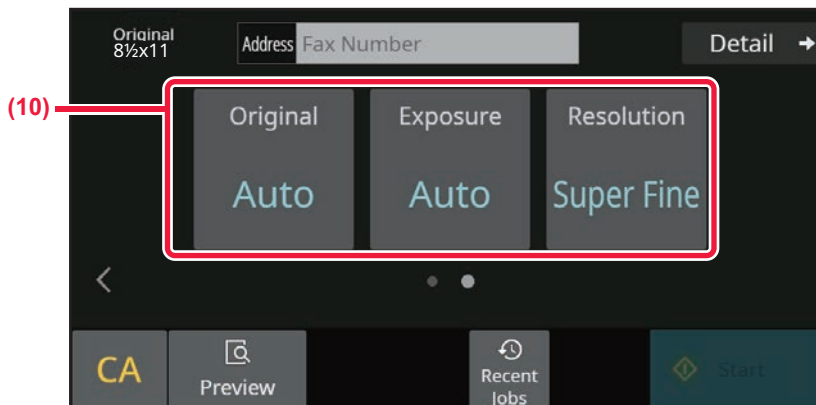 Original
8½x11
Address Fax Number
Detail
(10)
Original
Auto
Exposure
Auto
Resolution
Super Fine
CA
Preview
Recent
Jobs
Start